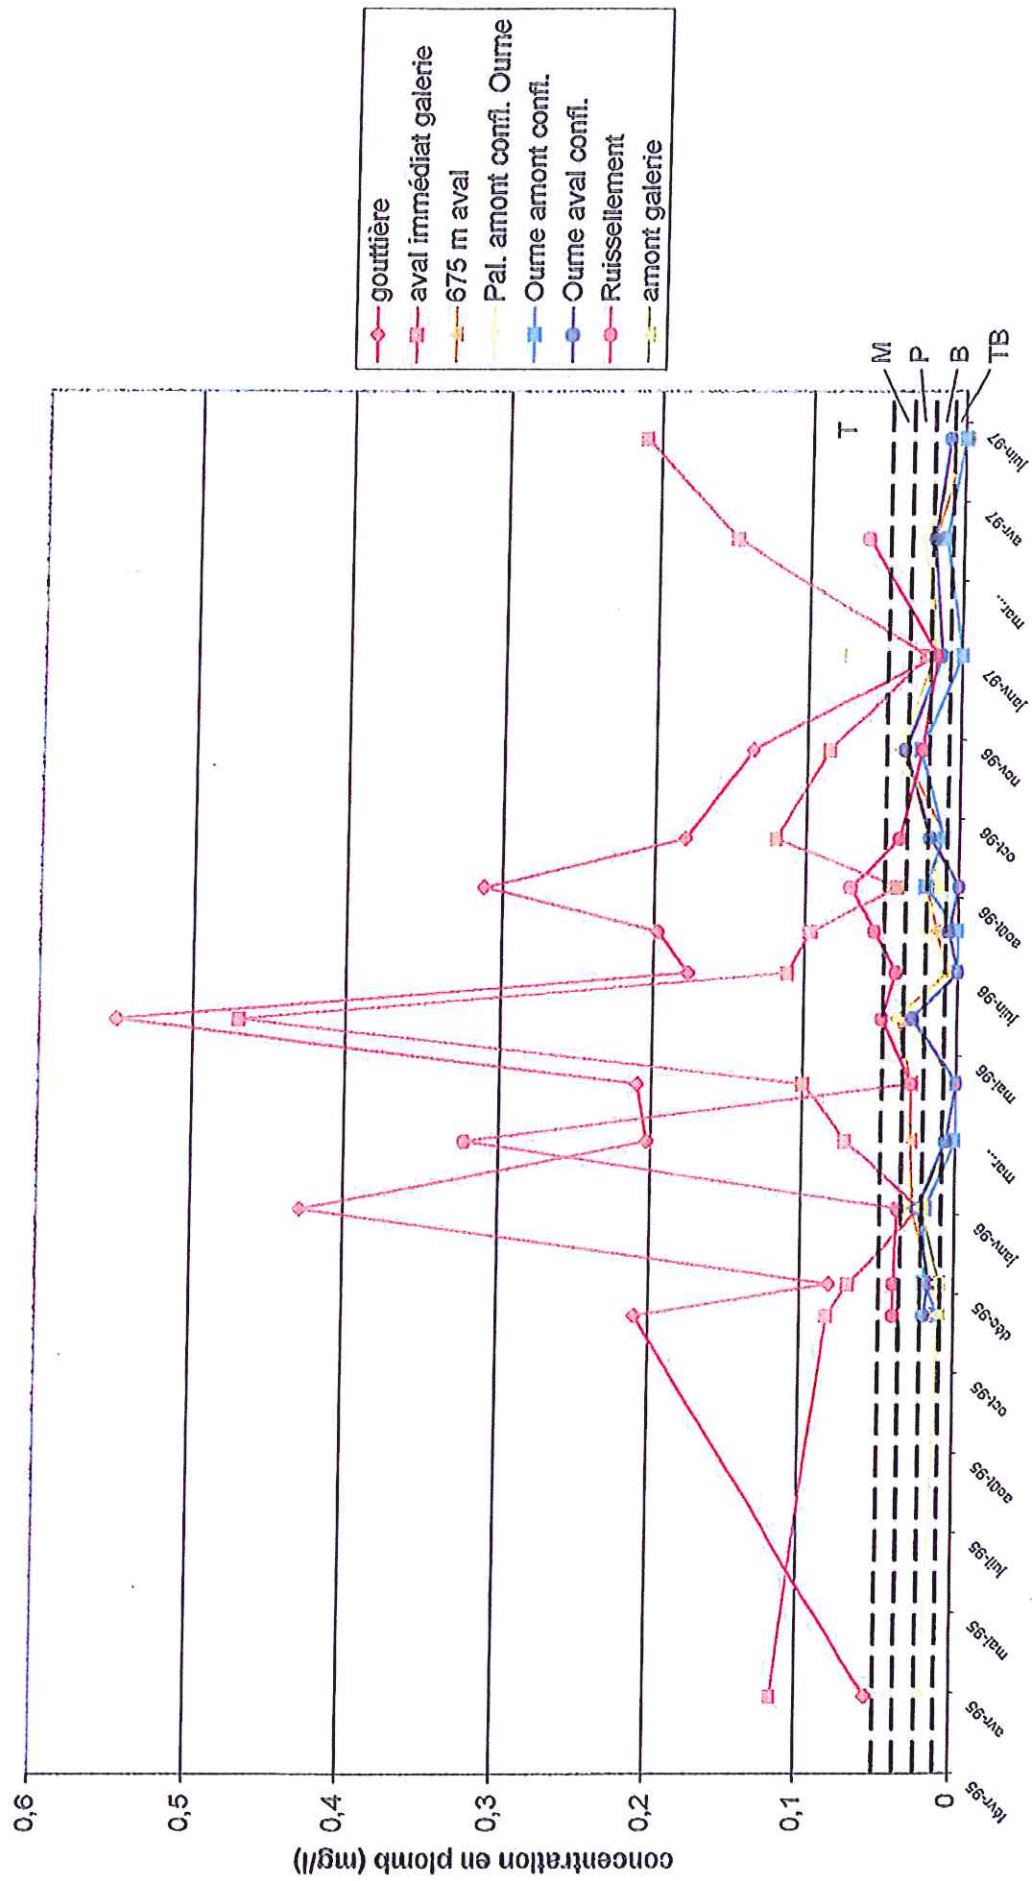 concentration en plomb (mg/l)
0,6
0,5
0,4
0,3
0,2
0,1
0
févr-95
avr-95
mai-95
juil-95
août-95
oct-95
déc-95
janv-96
mar...
mai-96
juin-96
août-96
oct-96
nov-96
janv-97
mar...
avr-97
juin-97
T
M
P
B
TB
gouttière
aval immédiat galerie
675 m aval
Pal. amont confl. Oume
Oume amont confl.
Oume aval confl.
Ruissellement
amont galerie